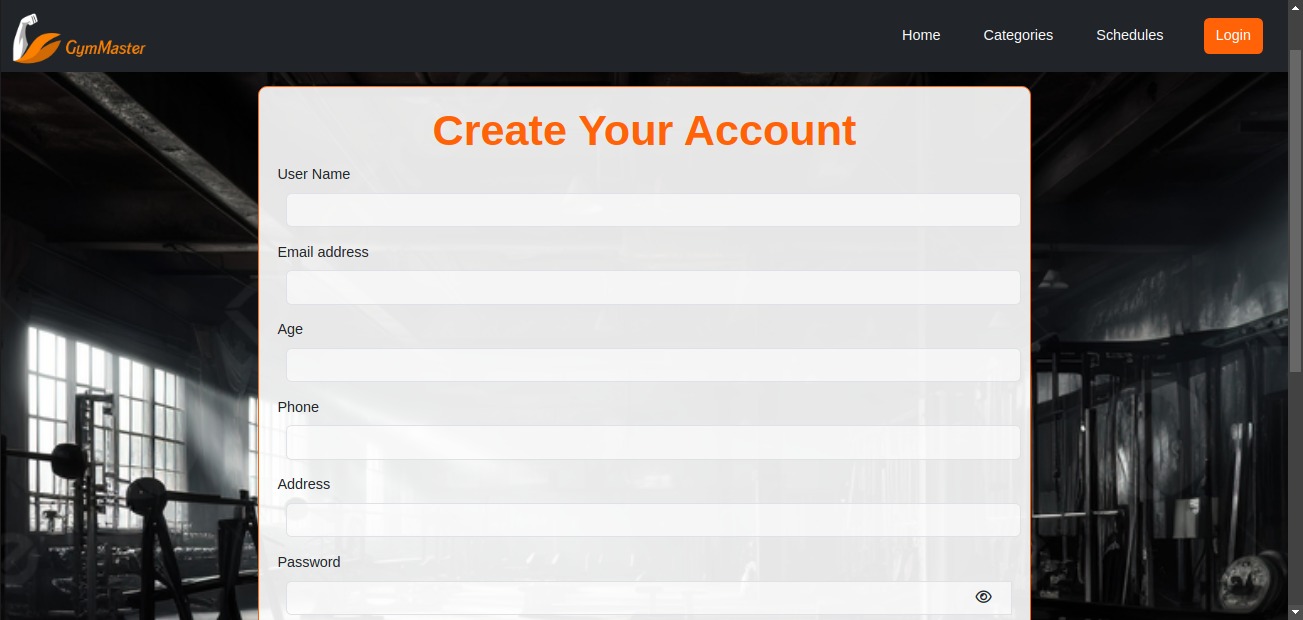 GymMaster
Home
Categories
Schedules
Login
Create Your Account
User Name
Email address
Age
Phone
Address
Password